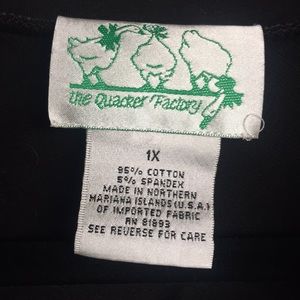 the Quacker Factory
1X
95% COTTON
5% SPANDEX
MADE IN NORTHERN
MARIANA ISLANDS (U.S.A.)
OF IMPORTED FABRIC
RN 81893
SEE REVERSE FOR CARE